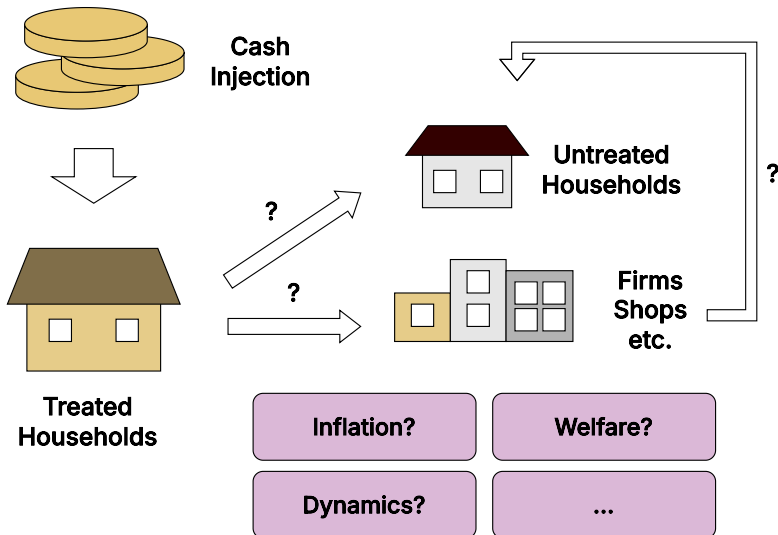 Cash
Injection
Untreated
Households
?
?
?
Firms
Shops
etc.
Treated
Households
Inflation?
Welfare?
Dynamics?
...